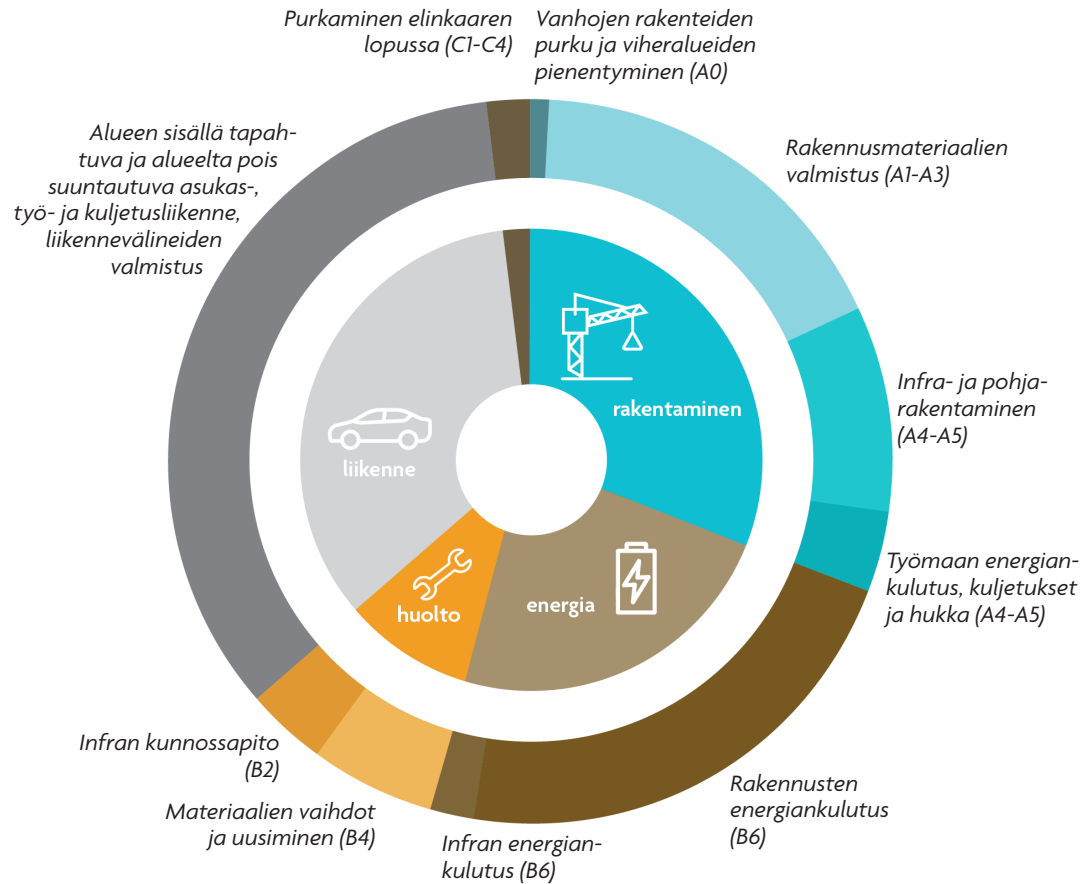 Purkaminen elinkaaren
lopussa (C1-C4)
Vanhojen rakenteiden
purku ja viheralueiden
pienentyminen (A0)
Alueen sisällä tapah-
tuva ja alueelta pois
suuntautuva asukas-,
työ- ja kuljetusliikenne,
liikennevälineiden
valmistus
Rakennusmateriaalien
valmistus (A1-A3)
Infra- ja pohja-
rakentaminen
(A4-A5)
Työmaan energian-
kulutus, kuljetukset
ja hukka (A4-A5)
rakentaminen
liikenne
huolto
energia
Infran kunnossapito
(B2)
Materiaalien vaihdot
ja uusiminen (B4)
Infran energian-
kulutus (B6)
Rakennusten
energiankulutus
(B6)